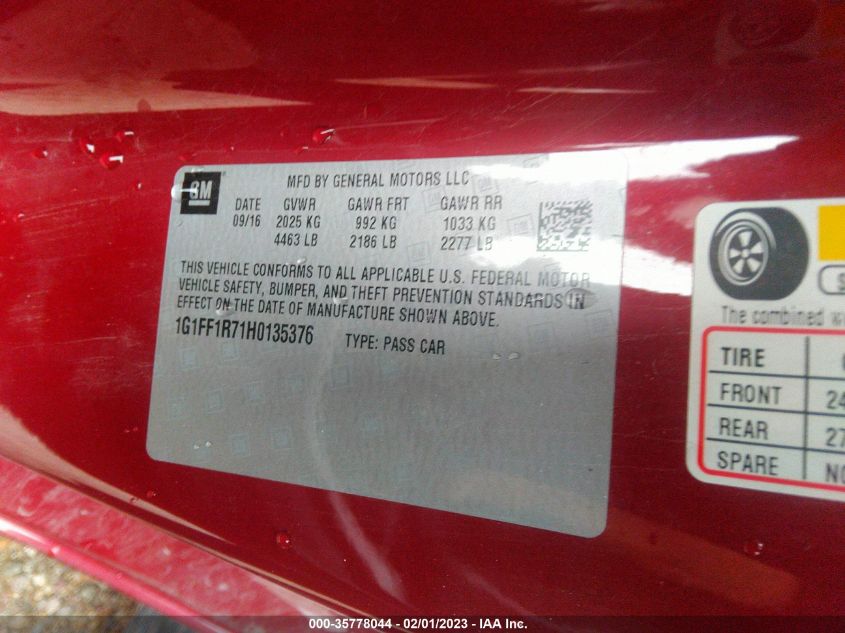 GM
MFD BY GENERAL MOTORS LLC
DATE GVWR GAWR FRT GAWR RR
09/16 2025 KG 992 KG 1033 KG
4463 LB 2186 LB 2277 LB
THIS VEHICLE CONFORMS TO ALL APPLICABLE U.S. FEDERAL MOTOR
VEHICLE SAFETY, BUMPER, AND THEFT PREVENTION STANDARDS IN
EFFECT ON THE DATE OF MANUFACTURE SHOWN ABOVE.
1G1FF1R71H0135376 TYPE: PASS CAR
The combined
TIRE
FRONT 24
REAR 27
SPARE
000-35778044 - 02/01/2023 - IAA Inc.